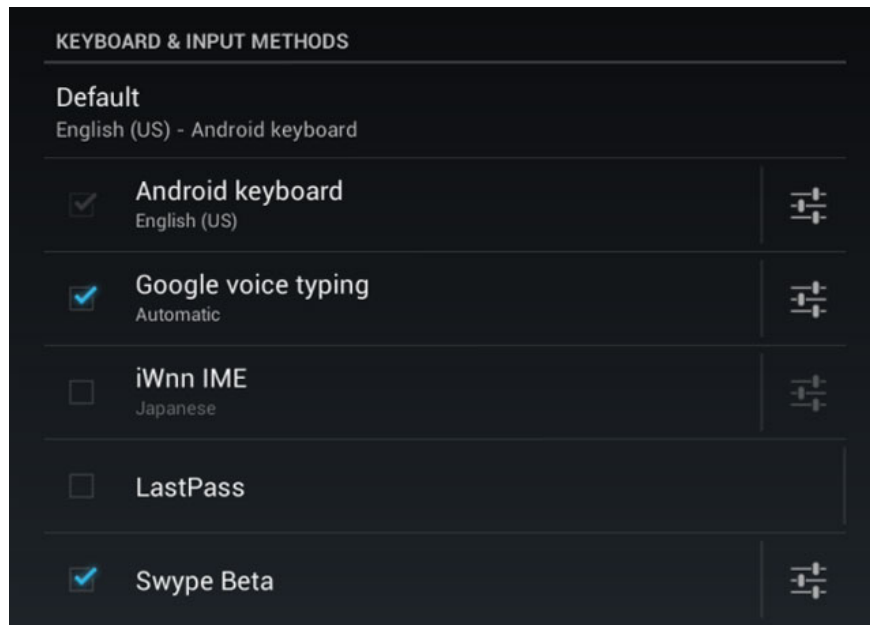 KEYBOARD & INPUT METHODS
Default
English (US) - Android keyboard
Android keyboard
English (US)
Google voice typing
Automatic
iWnn IME
Japanese
LastPass
Swype Beta